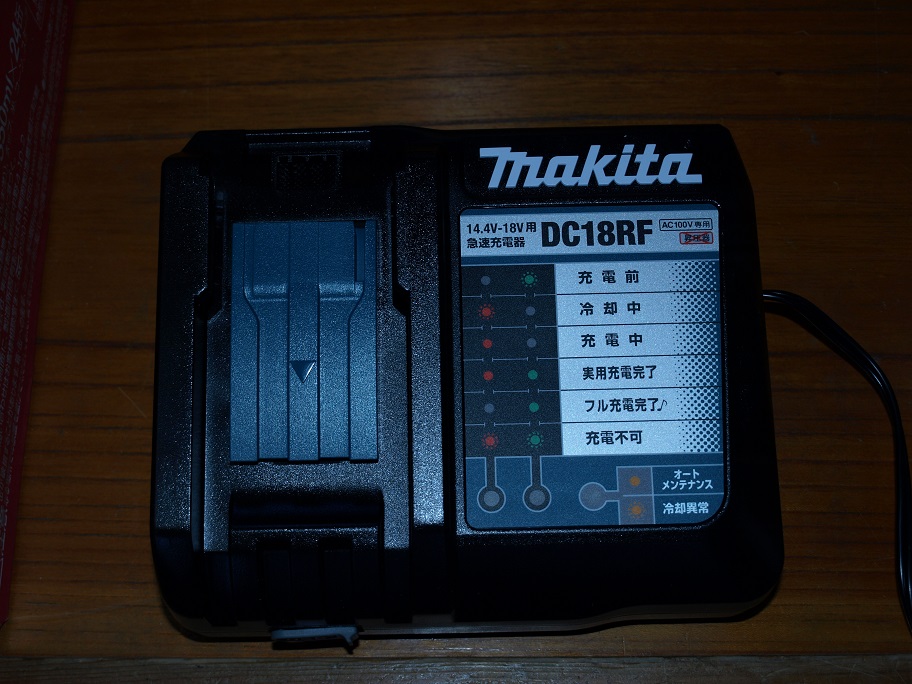 makita
14.4V-18V用
急速充電器
DC18RF
AC100V専用
充電前
冷却中
充電中
実用充電完了
フル充電完了♪
充電不可
オート
メンテナンス
冷却異常